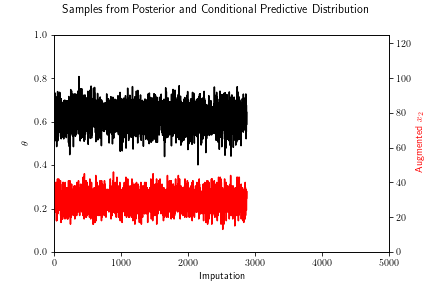 Samples from Posterior and Conditional Predictive Distribution
1.0
0.8
0.6
0.4
0.2
0.0
θ
120
100
80
60
40
20
0
Augmented x₂
0 1000 2000 3000 4000 5000
Imputation